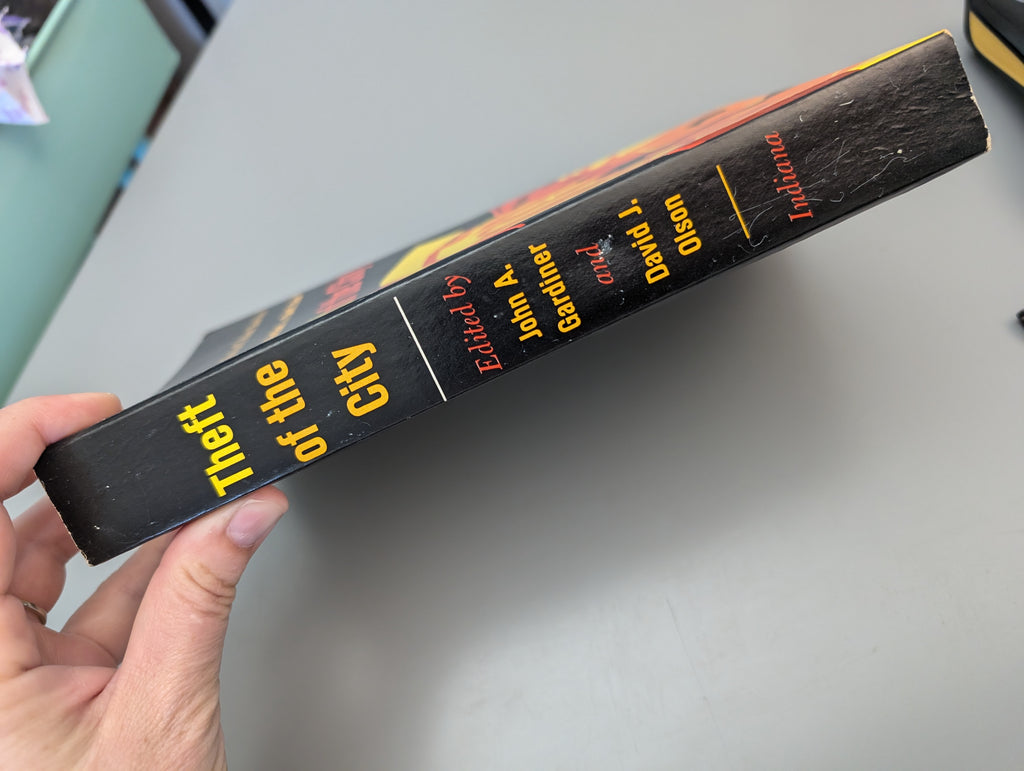 Theft
of the
City
Edited by
John A.
Gardiner
and
David J.
Olson
Indiana